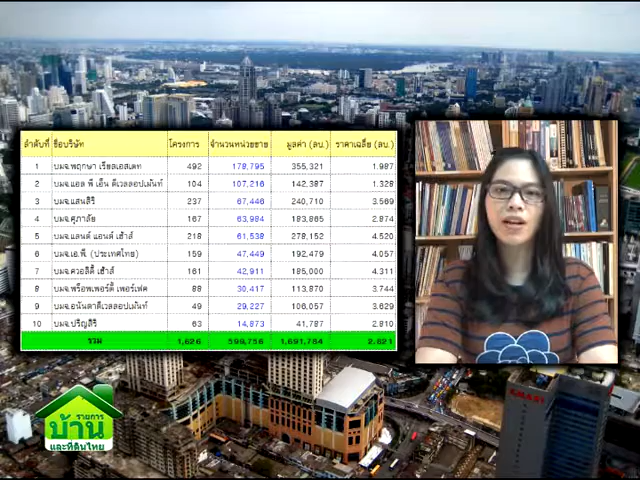 ลำดับที่ ชื่อบริษัท โครงการ จำนวนหน่วยขาย มูลค่า (ลบ.) ราคาเฉลี่ย (ลบ.)
1 บมจ.พฤกษา เรียลเอสเตท 492 178,795 355,321 1.987
2 บมจ.แอล พี เอ็น ดีเวลลอปเม้นท์ 104 107,216 142,387 1.328
3 บมจ.แสนสิริ 237 67,446 240,710 3.569
4 บมจ.ศุภาลัย 167 63,984 183,865 2.874
5 บมจ.แลนด์ แอนด์ เฮ้าส์ 218 61,538 278,152 4.520
6 บมจ.เอ.พี. (ประเทศไทย) 159 47,449 192,479 4.057
7 บมจ.ควอลิตี้ เฮ้าส์ 161 42,911 185,000 4.311
8 บมจ.พร็อพเพอร์ตี้ เพอร์เฟค 88 30,417 113,870 3.744
9 บมจ.อนันดาดีเวลลอปเม้นท์ 49 29,227 106,057 3.629
10 บมจ.ปริญสิริ 63 14,873 41,787 2.810
รวม 1,626 599,756 1,691,784 2.821
รายการ
บ้าน
และที่ดินไทย